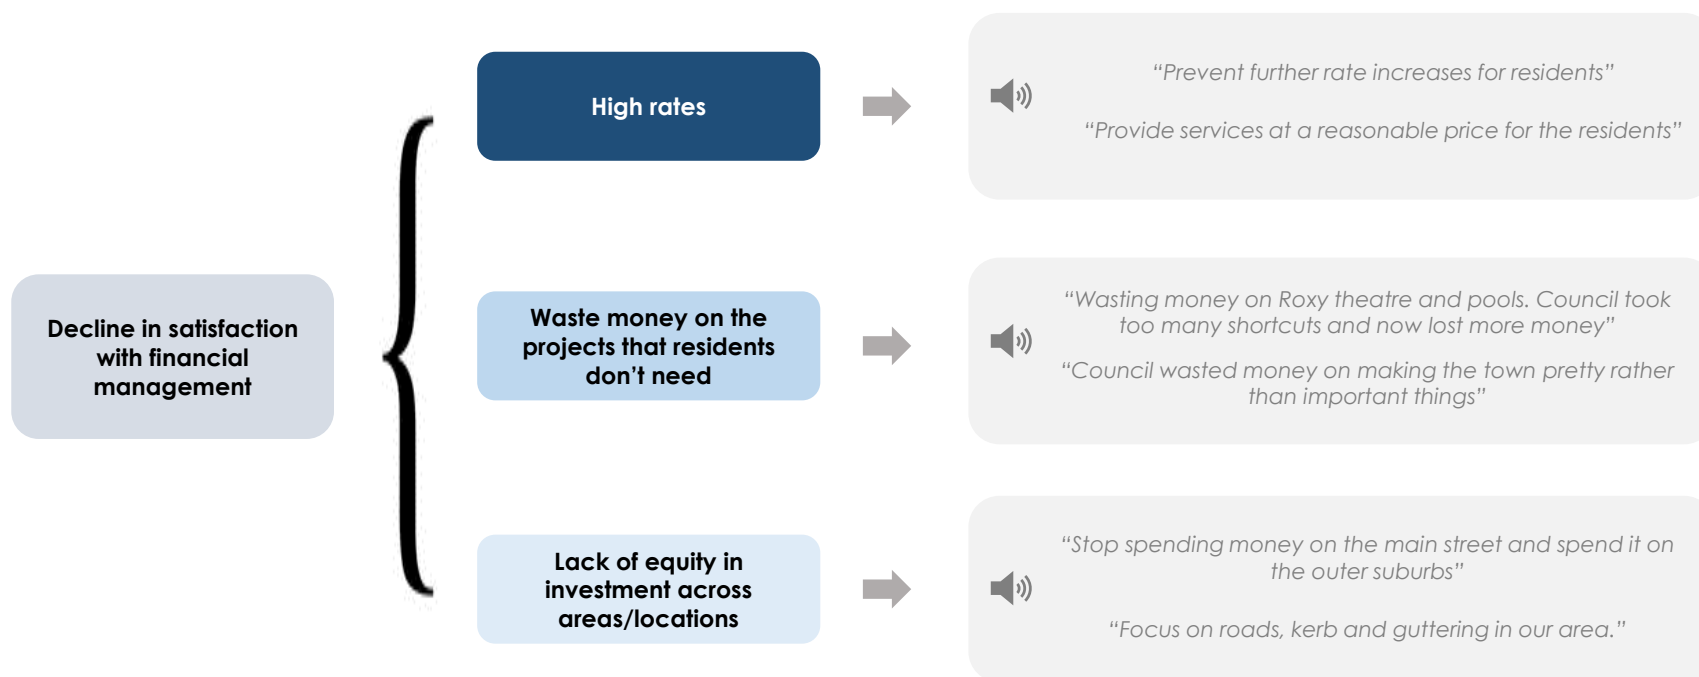 High rates
“Prevent further rate increases for residents”
“Provide services at a reasonable price for the residents”
Decline in satisfaction
with financial
management
Waste money on the
projects that residents
don’t need
“Wasting money on Roxy theatre and pools. Council took
too many shortcuts and now lost more money”
“Council wasted money on making the town pretty rather
than important things”
Lack of equity in
investment across
areas/locations
“Stop spending money on the main street and spend it on
the outer suburbs”
“Focus on roads, kerb and guttering in our area.”